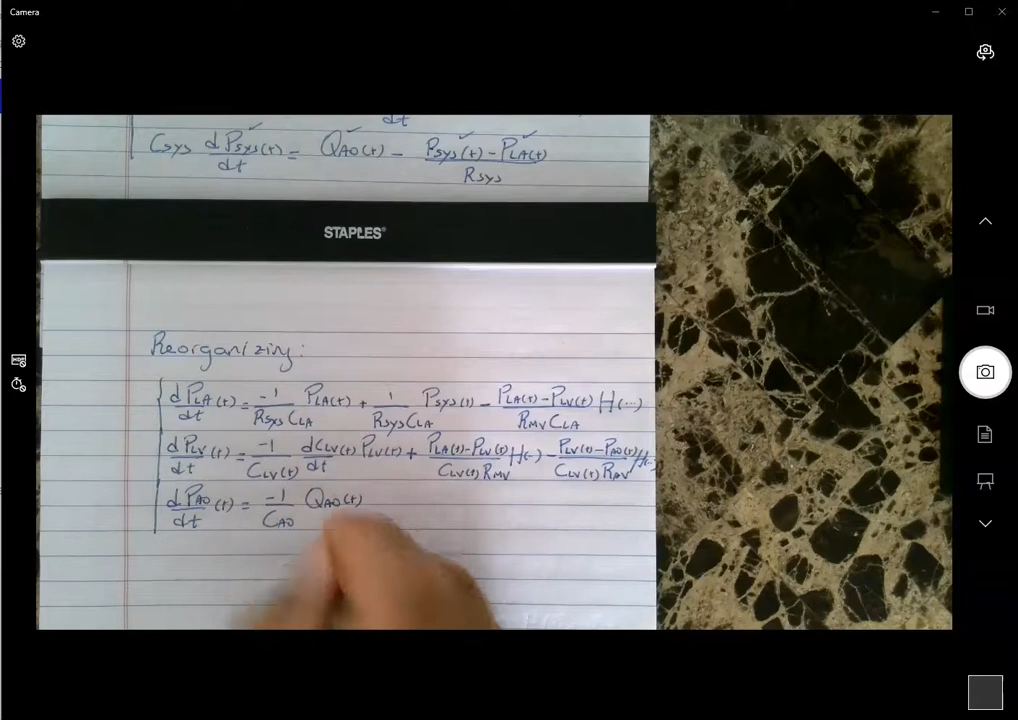 Camera
dt
Csys dPsys(t)/dt = QAO(t) - (Psys(t) - PLA(t))/Rsys
STAPLES®
Reorganizing:
dPLA/dt (t) = -1/(Rsys CLA) PLA(t) + 1/(Rsys CLA) Psys(t) - (PLA(t) - PLV(t))/(RMV CLA) H(...)
dPLV/dt (t) = -1/CLV(t) dCLV(t)/dt PLV(t) + (PLA(t) - PLV(t))/(CLV(t) RMV) H(..) - (PLV(t) - PAO(t))/(CLV(t) RAV) H(..
dPAO/dt (t) = -1/CAO QAO(t)